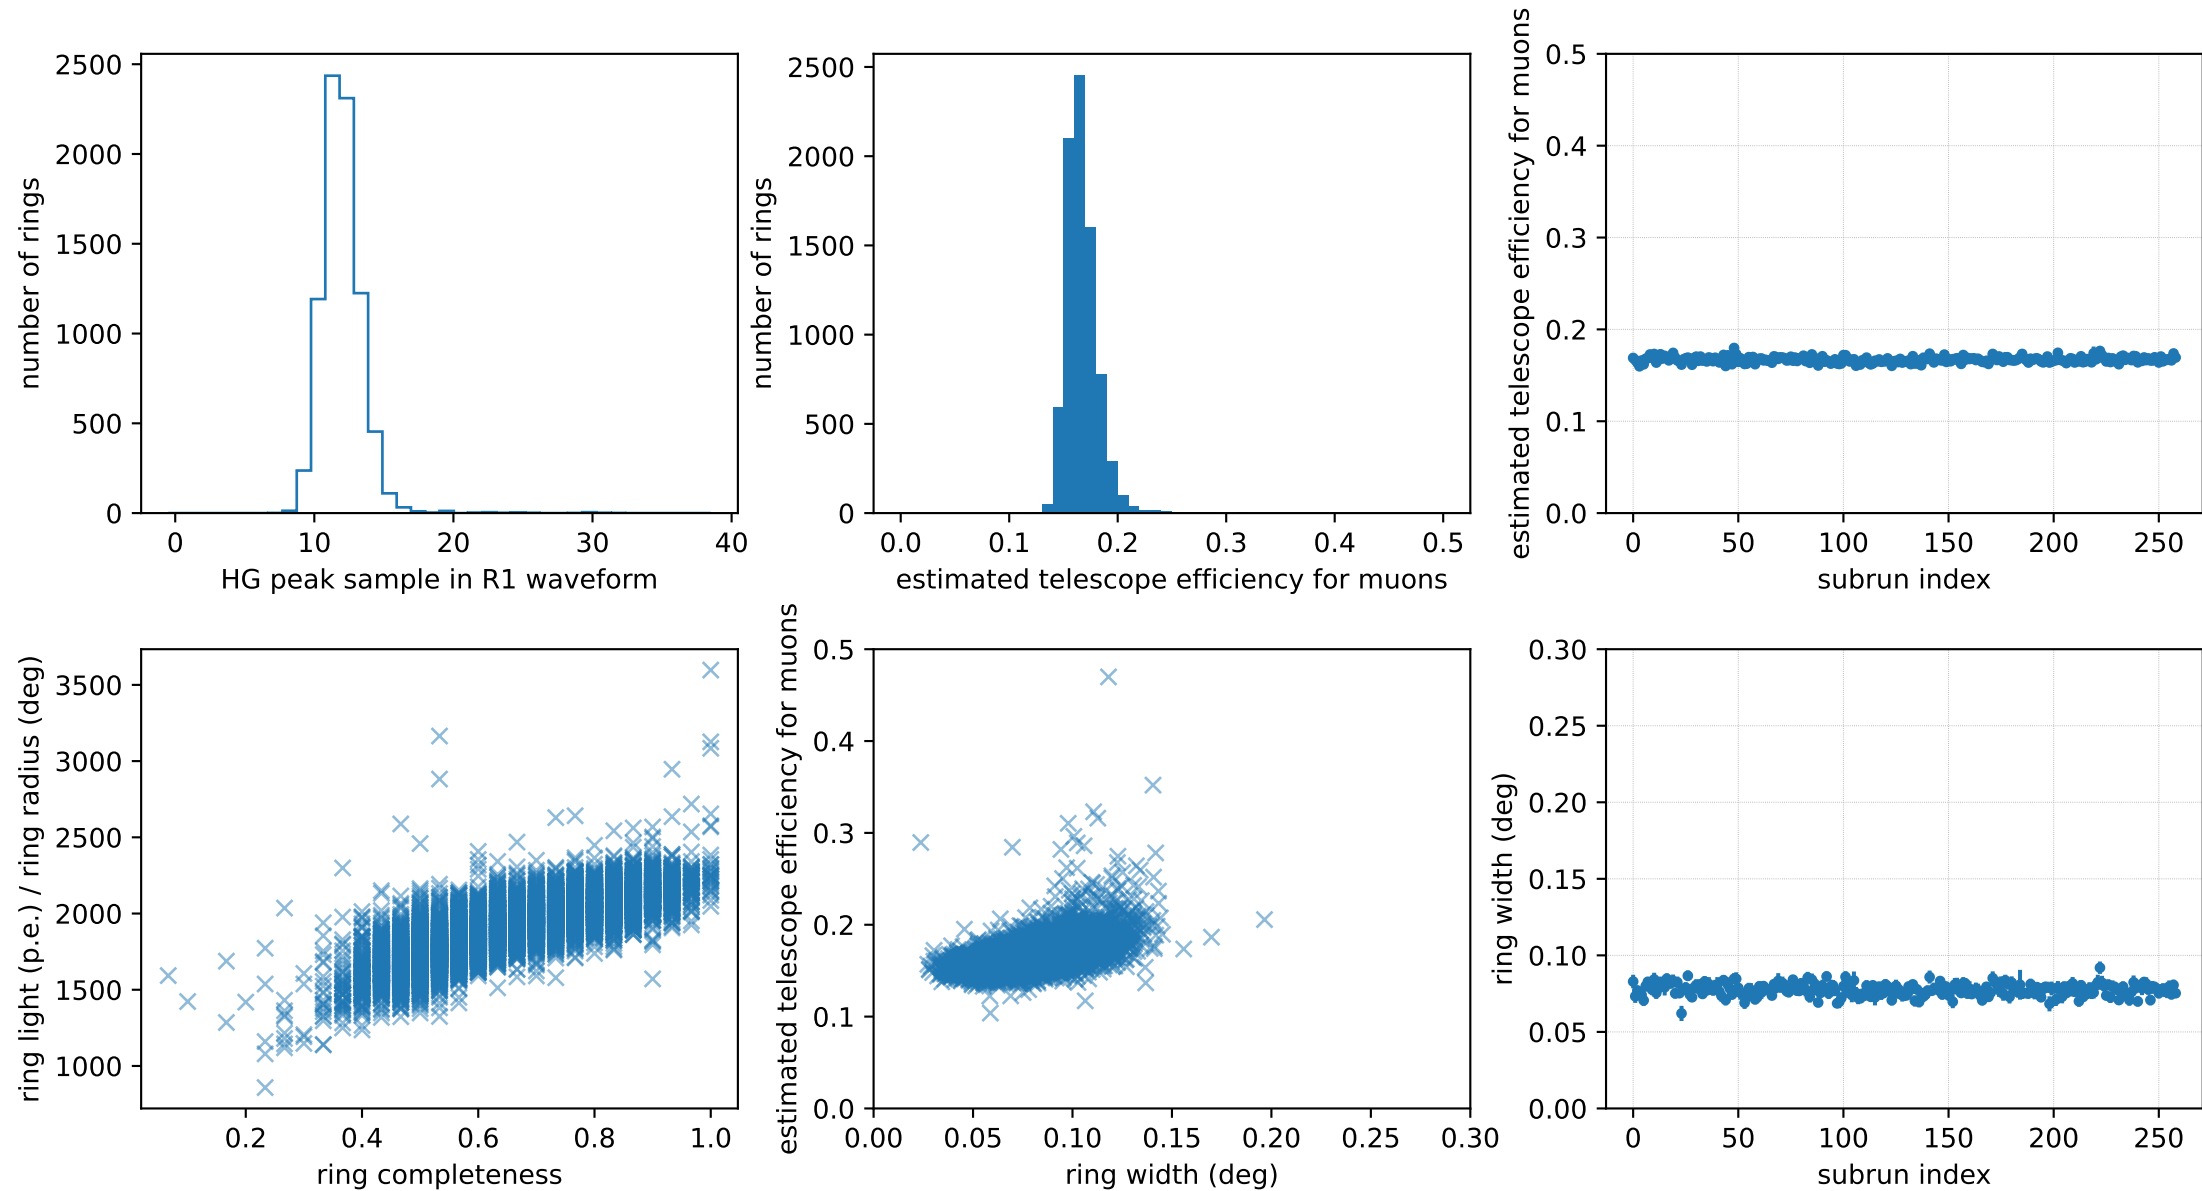 number of rings
2500
2000
1500
1000
500
0
0 10 20 30 40
HG peak sample in R1 waveform
number of rings
2500
2000
1500
1000
500
0
0.0 0.1 0.2 0.3 0.4 0.5
estimated telescope efficiency for muons
estimated telescope efficiency for muons
0.5
0.4
0.3
0.2
0.1
0.0
0 50 100 150 200 250
subrun index
ring light (p.e.) / ring radius (deg)
3500
3000
2500
2000
1500
1000
0.2 0.4 0.6 0.8 1.0
ring completeness
estimated telescope efficiency for muons
0.5
0.4
0.3
0.2
0.1
0.0
0.00 0.05 0.10 0.15 0.20 0.25 0.30
ring width (deg)
ring width (deg)
0.30
0.25
0.20
0.15
0.10
0.05
0.00
0 50 100 150 200 250
subrun index